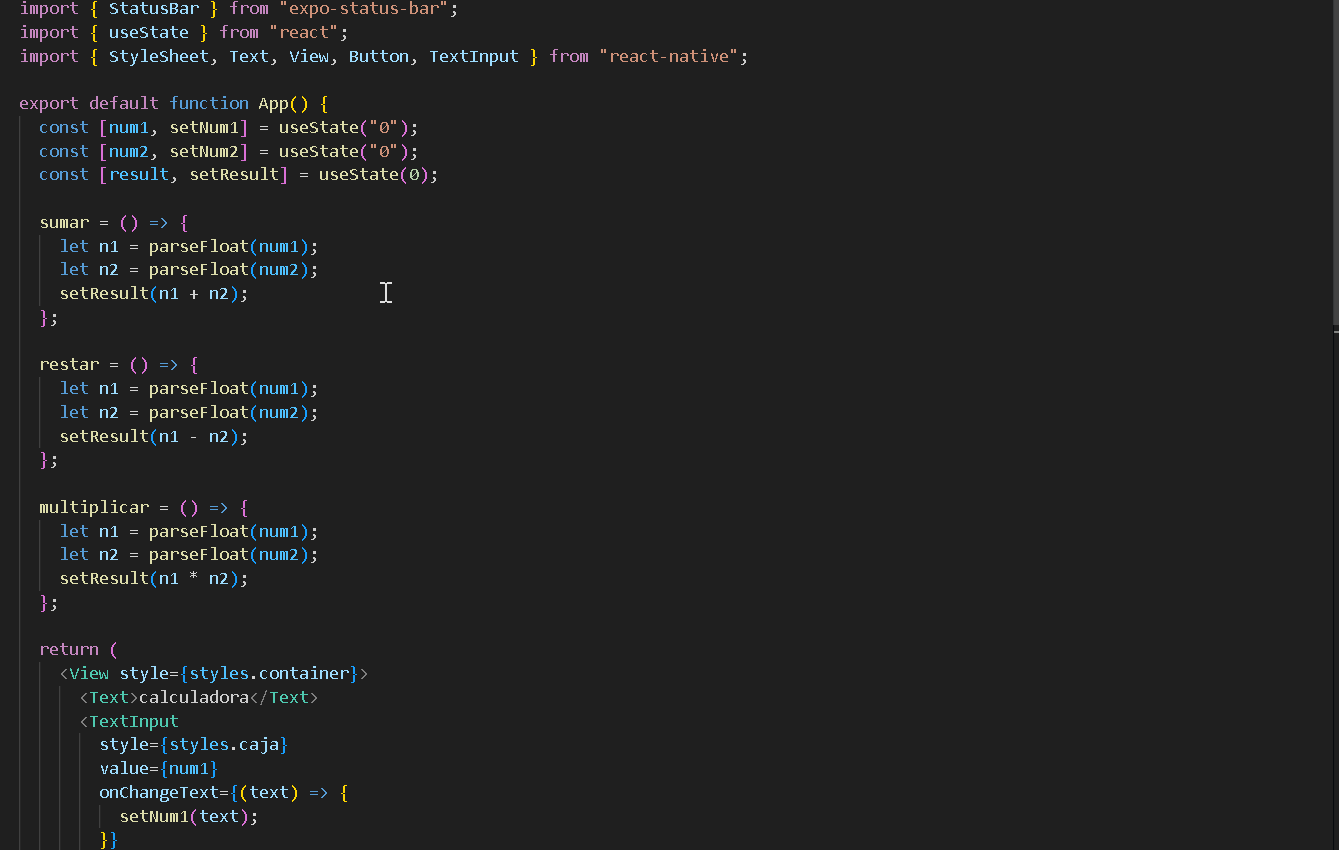 import { StatusBar } from "expo-status-bar";
import { useState } from "react";
import { StyleSheet, Text, View, Button, TextInput } from "react-native";

export default function App() {
  const [num1, setNum1] = useState("0");
  const [num2, setNum2] = useState("0");
  const [result, setResult] = useState(0);

  sumar = () => {
    let n1 = parseFloat(num1);
    let n2 = parseFloat(num2);
    setResult(n1 + n2);
  };

  restar = () => {
    let n1 = parseFloat(num1);
    let n2 = parseFloat(num2);
    setResult(n1 - n2);
  };

  multiplicar = () => {
    let n1 = parseFloat(num1);
    let n2 = parseFloat(num2);
    setResult(n1 * n2);
  };

  return (
    <View style={styles.container}>
      <Text>calculadora</Text>
      <TextInput
        style={styles.caja}
        value={num1}
        onChangeText={(text) => {
          setNum1(text);
        }}